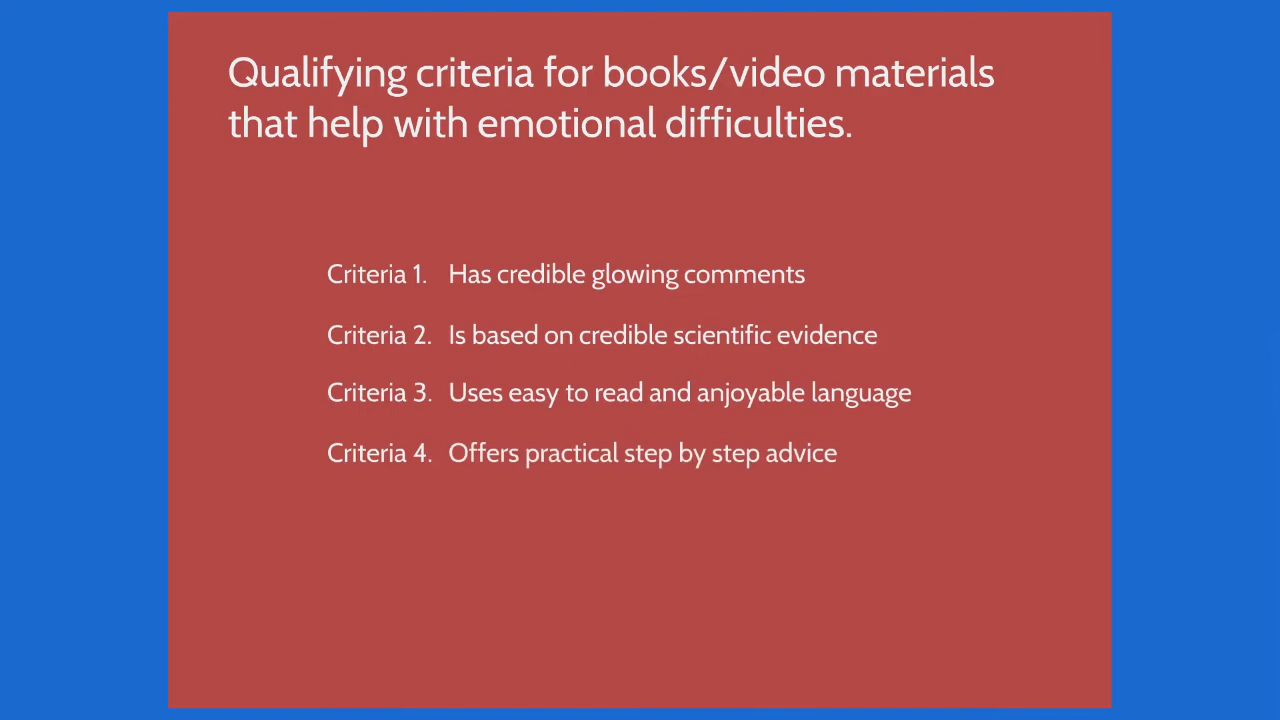 Qualifying criteria for books/video materials
that help with emotional difficulties.
Criteria 1. Has credible glowing comments
Criteria 2. Is based on credible scientific evidence
Criteria 3. Uses easy to read and anjoyable language
Criteria 4. Offers practical step by step advice